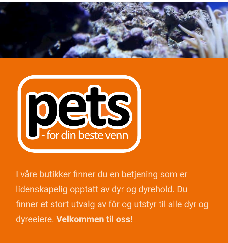 pets
- for din beste venn
I våre butikker finner du en betjening som er
lidenskapelig opptatt av dyr og dyrehold. Du
finner et stort utvalg av fôr og utstyr til alle dyr og
dyreeiere. Velkommen til oss!